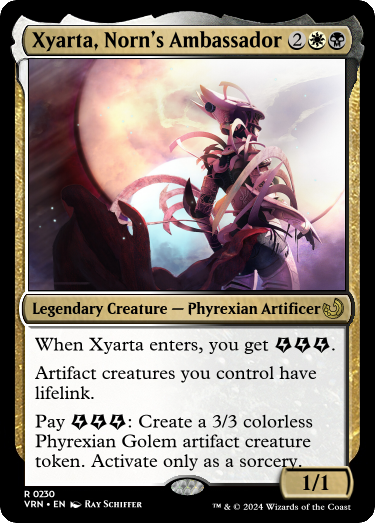 Xyarta, Norn's Ambassador 2
Legendary Creature — Phyrexian Artificer
When Xyarta enters, you get
Artifact creatures you control have
lifelink.
Pay : Create a 3/3 colorless
Phyrexian Golem artifact creature
token. Activate only as a sorcery.
1/1
R 0230
VRN • EN Ray Schiffer
™ & © 2024 Wizards of the Coast